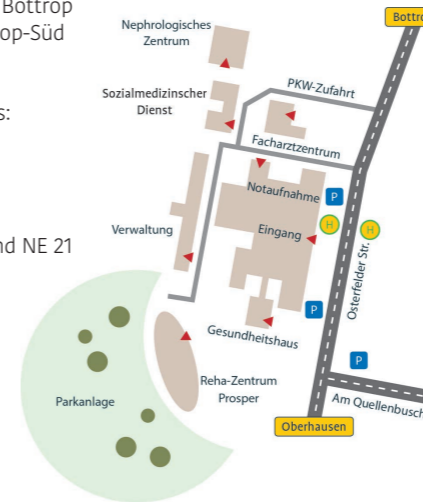 Bottrop
op-Süd
s:
nd NE 21
Nephrologisches
Zentrum
Bottro
Sozialmedizinscher
Dienst
PKW-Zufahrt
Facharztzentrum
Notaufnahme
P
Verwaltung
Eingang
H
H
Osterfelder Str.
P
Gesundheitshaus
P
Reha-Zentrum
Prosper
Parkanlage
Am Quellenbusch
Oberhausen